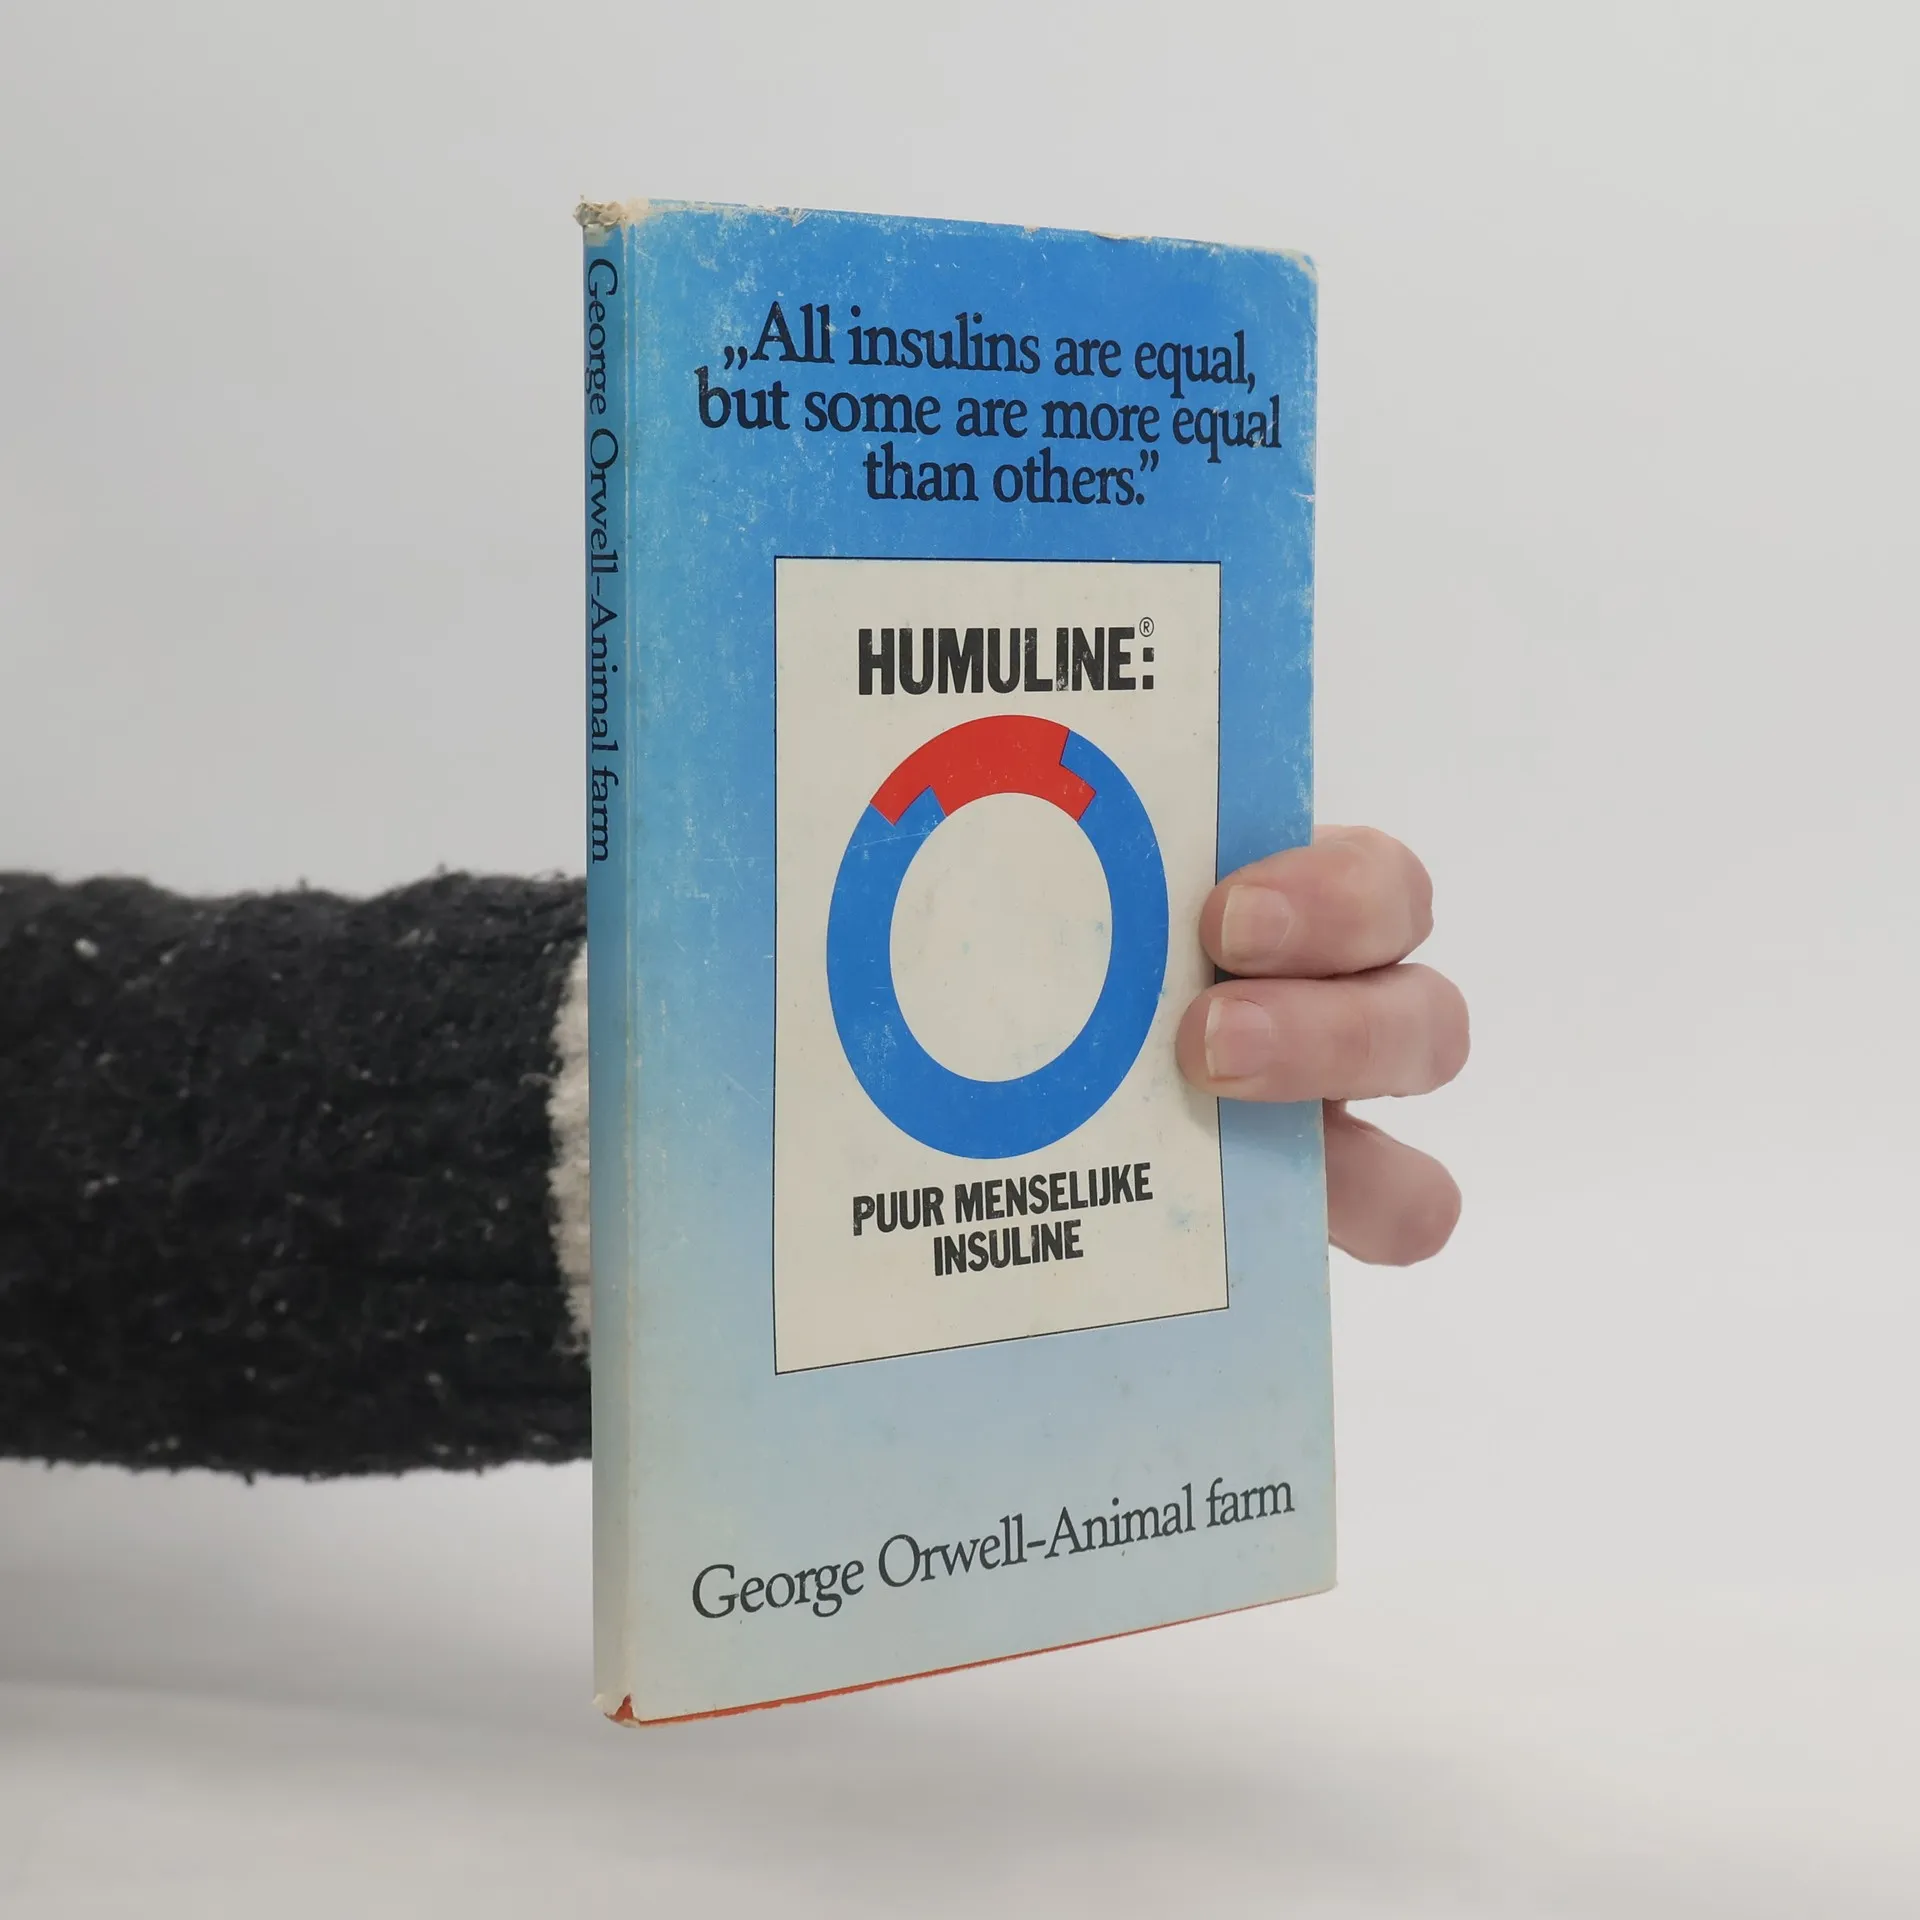 George Orwell-Animal farm
„All insulins are equal,
but some are more equal
than others.”
HUMULINE:®
PUUR MENSELIJKE
INSULINE
George Orwell-Animal farm